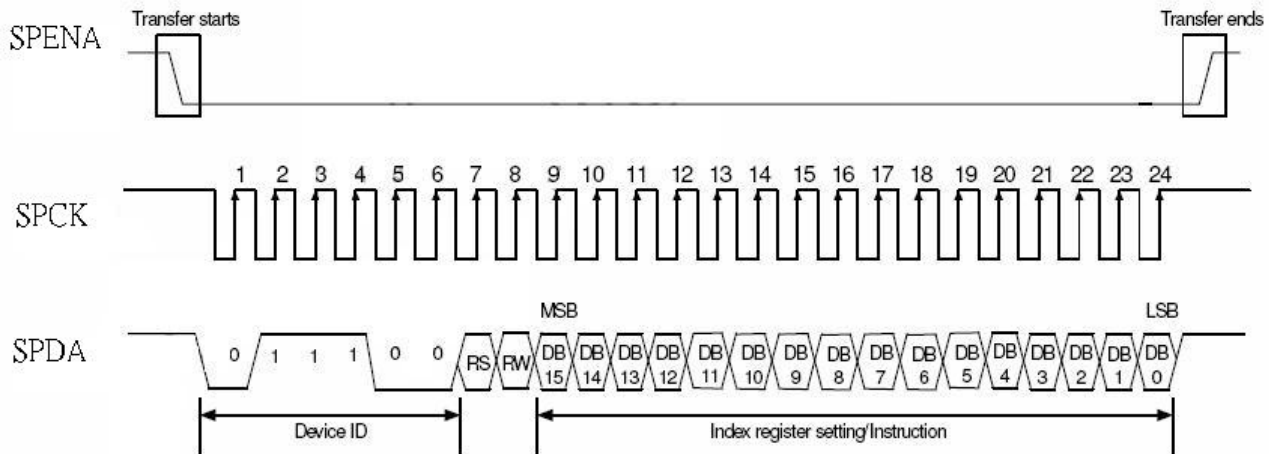 Transfer starts
Transfer ends
SPENA
1 2 3 4 5 6 7 8 9 10 11 12 13 14 15 16 17 18 19 20 21 22 23 24
SPCK
MSB
LSB
SPDA
0 1 1 1 0 0 RS RW DB 15 DB 14 DB 13 DB 12 DB 11 DB 10 DB 9 DB 8 DB 7 DB 6 DB 5 DB 4 DB 3 DB 2 DB 1 DB 0
Device ID
Index register setting/Instruction